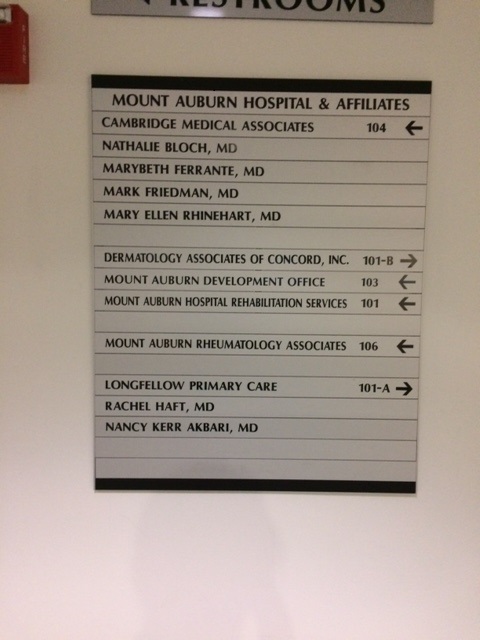 MOUNT AUBURN HOSPITAL & AFFILIATES
CAMBRIDGE MEDICAL ASSOCIATES 104
NATHALIE BLOCH, MD
MARYBETH FERRANTE, MD
MARK FRIEDMAN, MD
MARY ELLEN RHINEHART, MD
DERMATOLOGY ASSOCIATES OF CONCORD, INC. 101-B
MOUNT AUBURN DEVELOPMENT OFFICE 103
MOUNT AUBURN HOSPITAL REHABILITATION SERVICES 101
MOUNT AUBURN RHEUMATOLOGY ASSOCIATES 106
LONGFELLOW PRIMARY CARE 101-A
RACHEL HAFT, MD
NANCY KERR AKBARI, MD
RESTROOMS